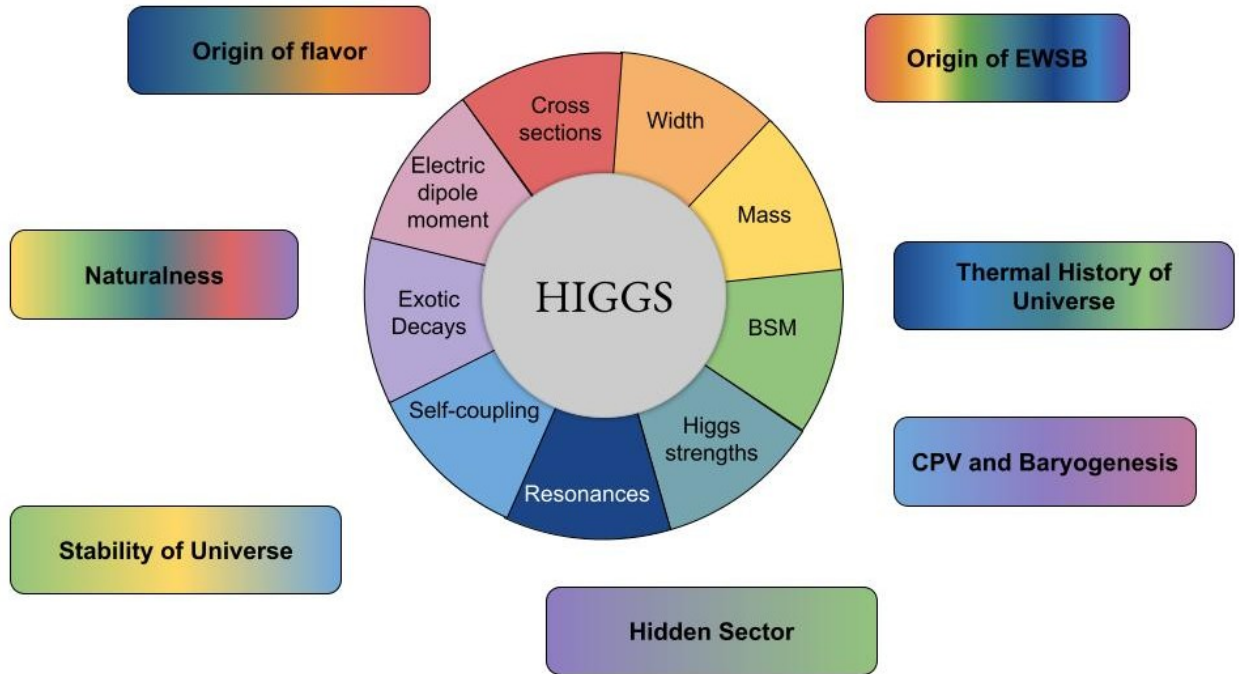 Origin of flavor
Origin of EWSB
Cross
sections
Width
Electric
dipole
moment
Mass
Naturalness
HIGGS
Thermal History of
Universe
Exotic
Decays
BSM
Self-coupling
Higgs
strengths
CPV and Baryogenesis
Resonances
Stability of Universe
Hidden Sector